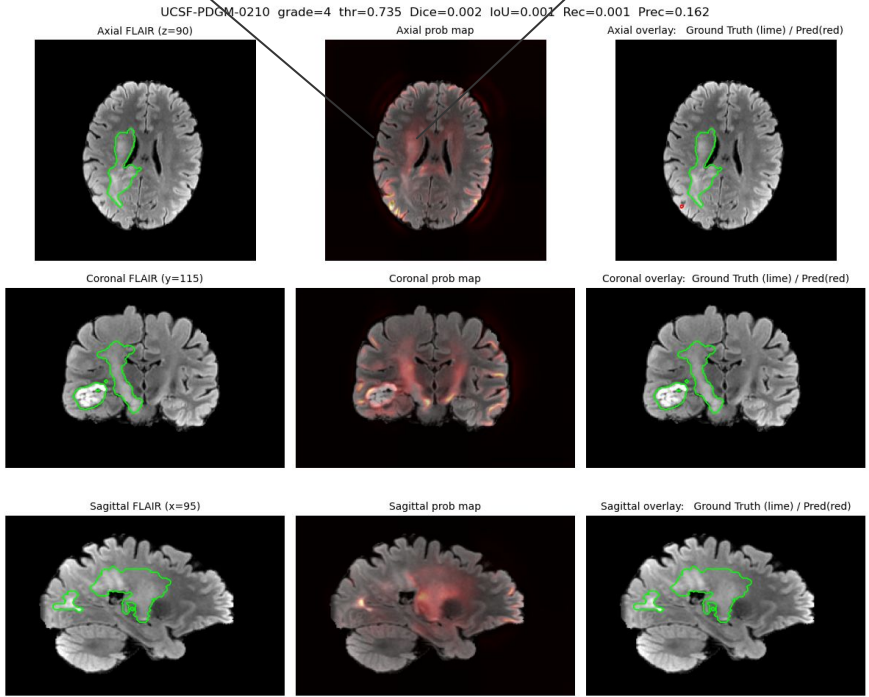 UCSF-PDGM-0210 grade=4 thr=0.735 Dice=0.002 IoU=0.001 Rec=0.001 Prec=0.162
Axial FLAIR (z=90)
Axial prob map
Axial overlay: Ground Truth (lime) / Pred(red)
Coronal FLAIR (y=115)
Coronal prob map
Coronal overlay: Ground Truth (lime) / Pred(red)
Sagittal FLAIR (x=95)
Sagittal prob map
Sagittal overlay: Ground Truth (lime) / Pred(red)